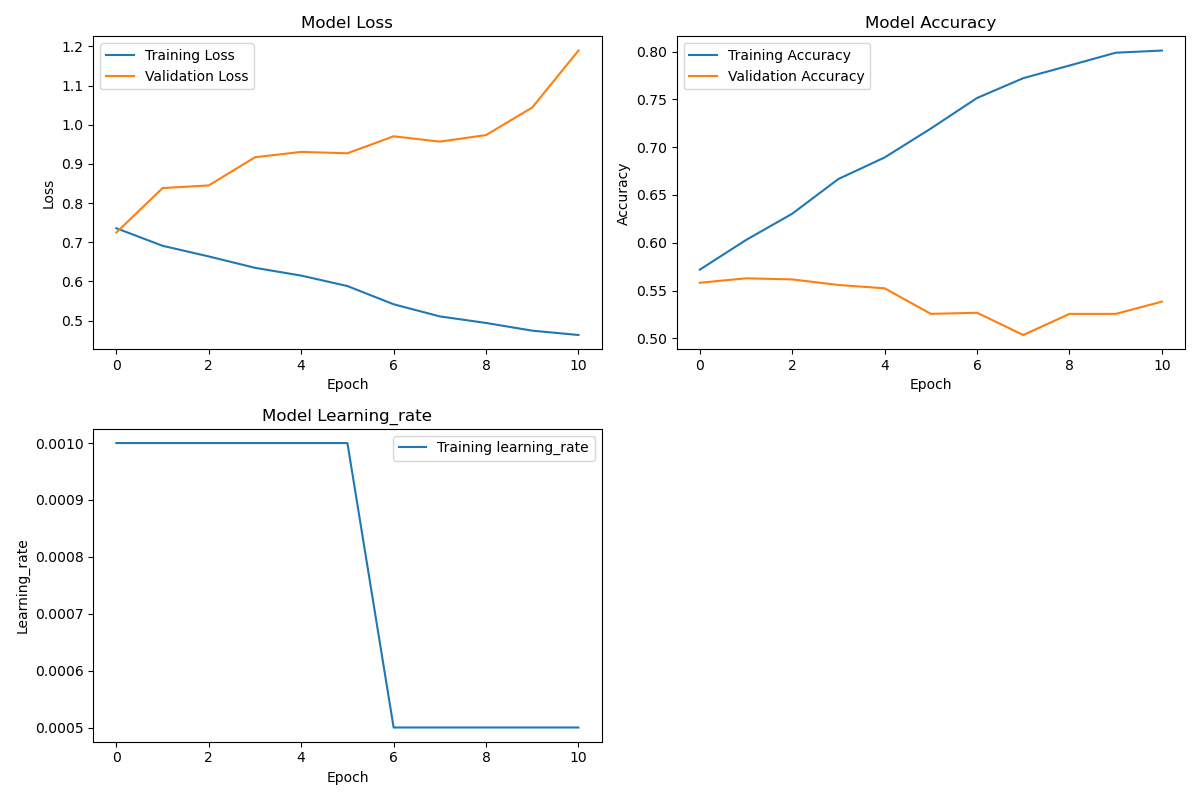 Model Loss
Training Loss
Validation Loss
1.2
1.1
1.0
0.9
0.8
0.7
0.6
0.5
Loss
0 2 4 6 8 10
Epoch
Model Accuracy
Training Accuracy
Validation Accuracy
0.80
0.75
0.70
0.65
0.60
0.55
0.50
Accuracy
0 2 4 6 8 10
Epoch
Model Learning_rate
Training learning_rate
0.0010
0.0009
0.0008
0.0007
0.0006
0.0005
Learning_rate
0 2 4 6 8 10
Epoch